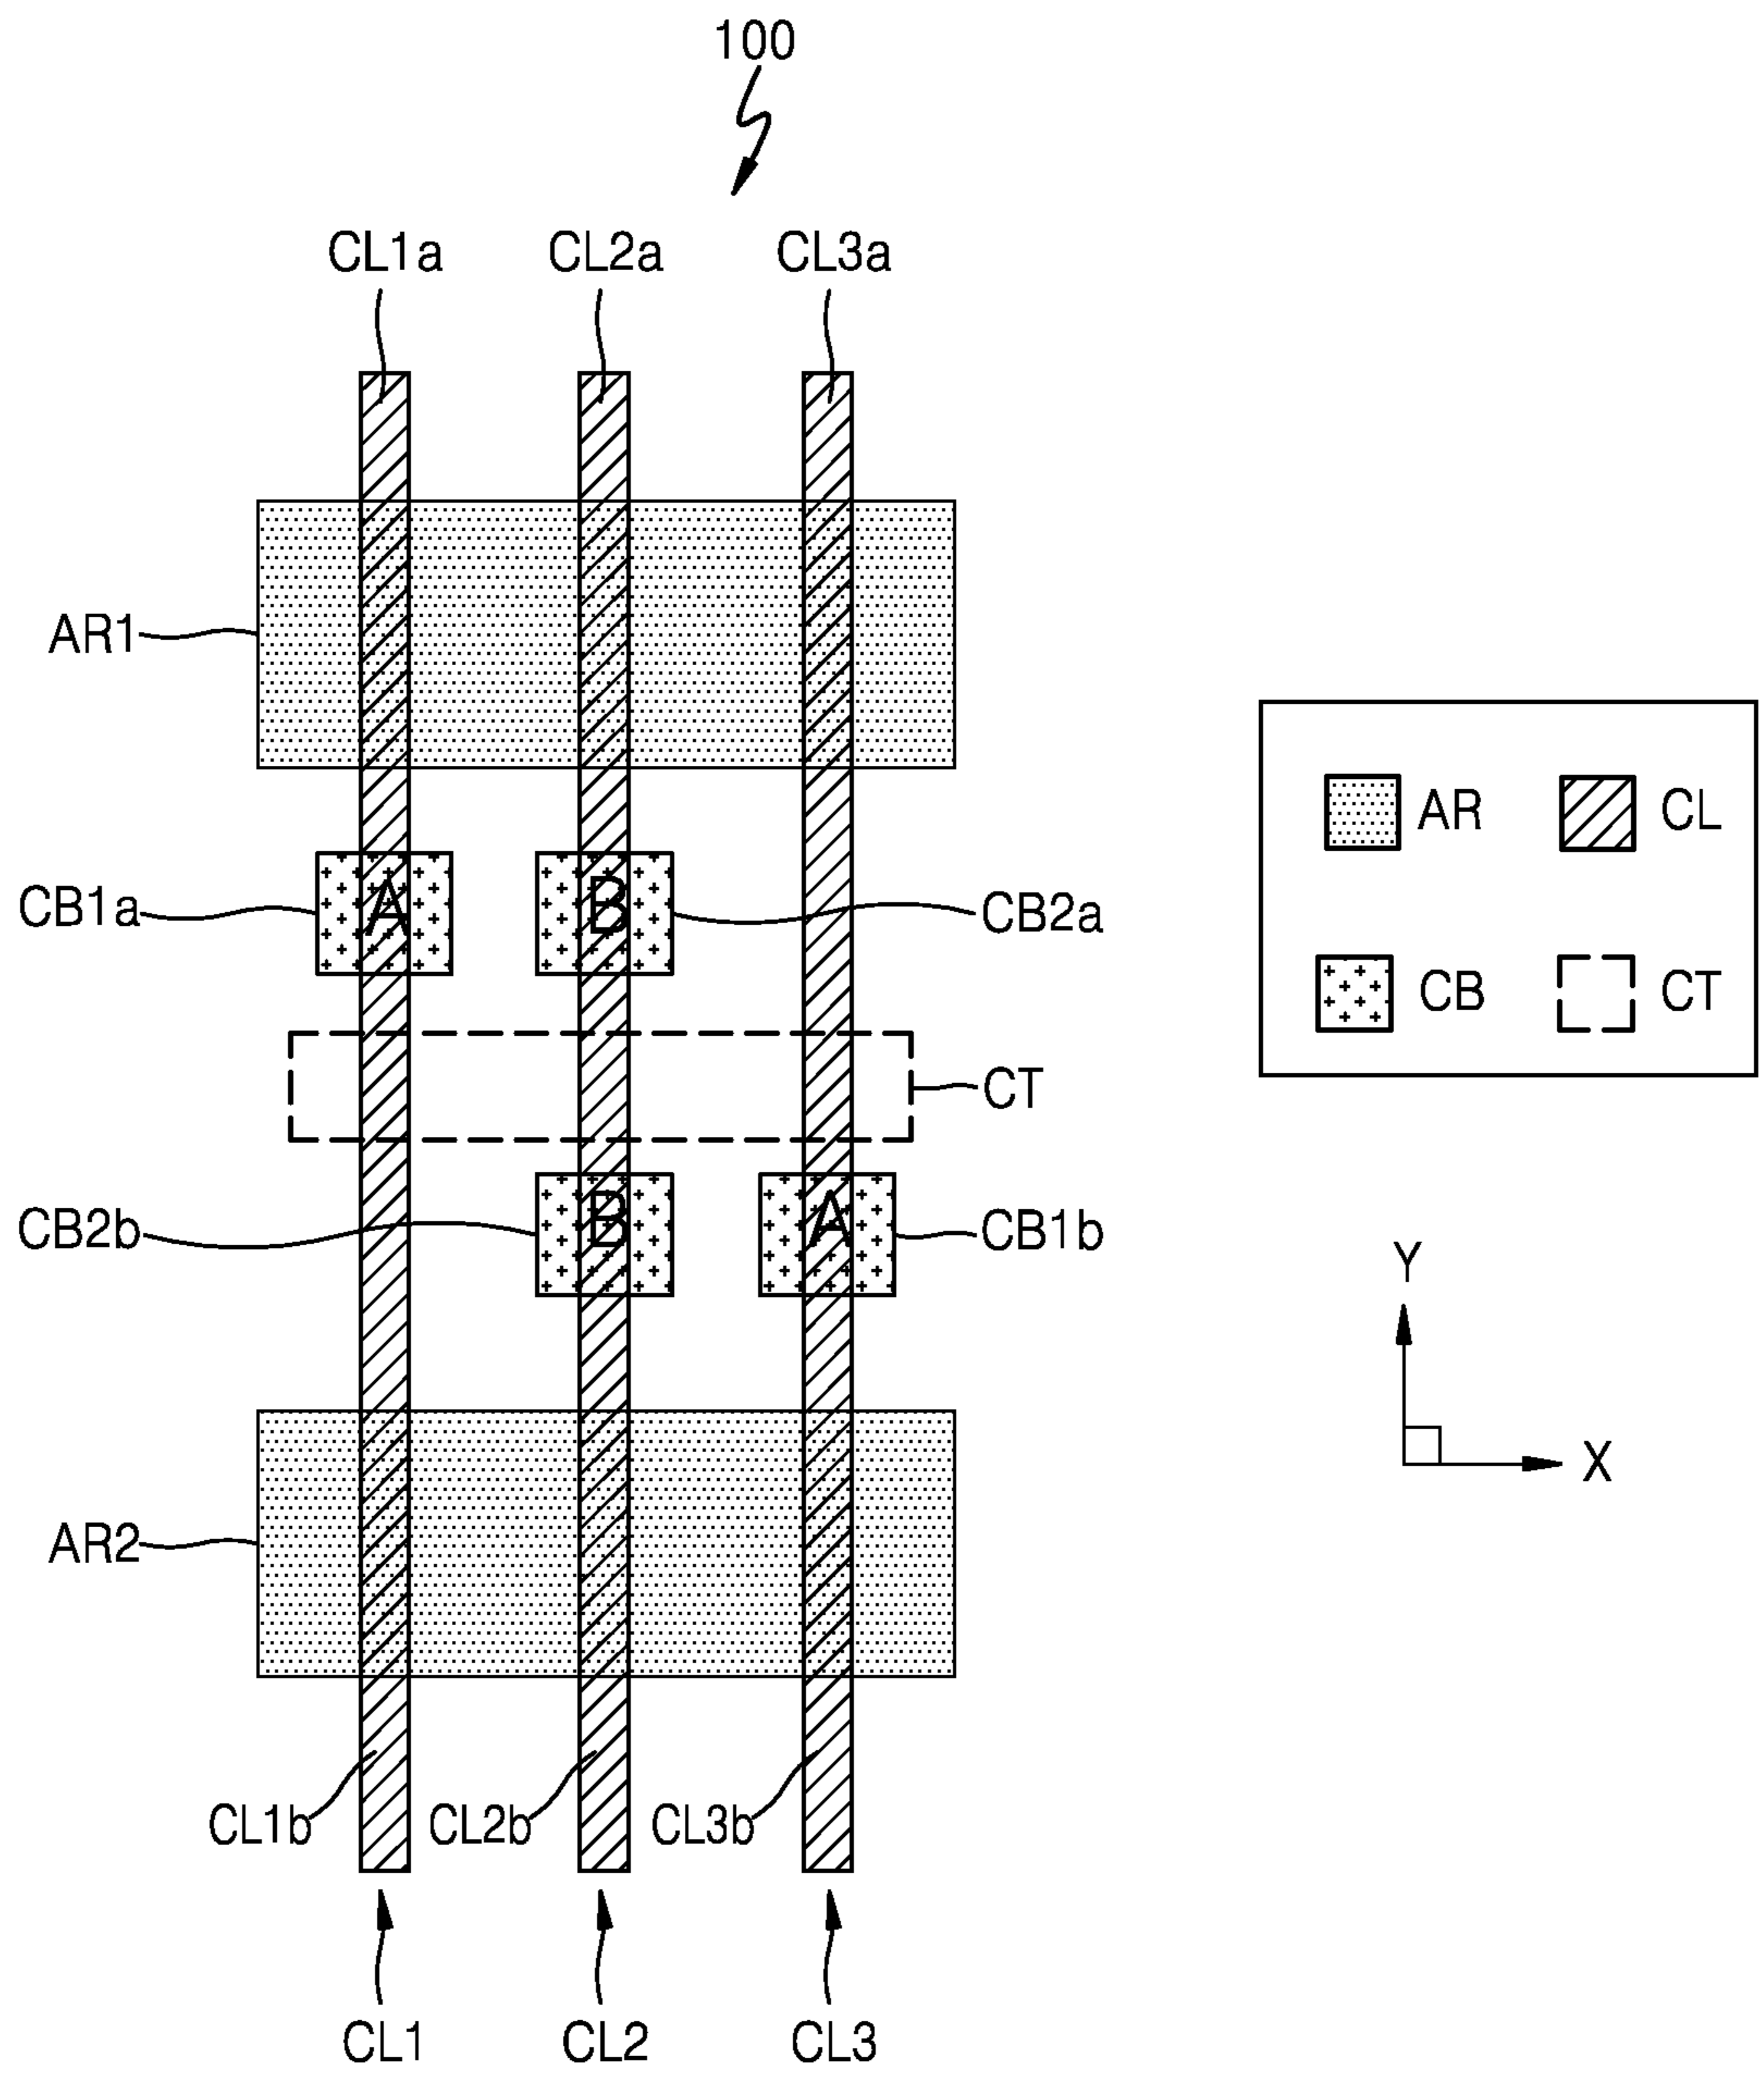 100
CL1a CL2a CL3a
AR1
AR CL
A B
CB1a CB2a
CB CT
CT
B A
CB2b CB1b
Y
X
AR2
CL1b CL2b CL3b
CL1 CL2 CL3